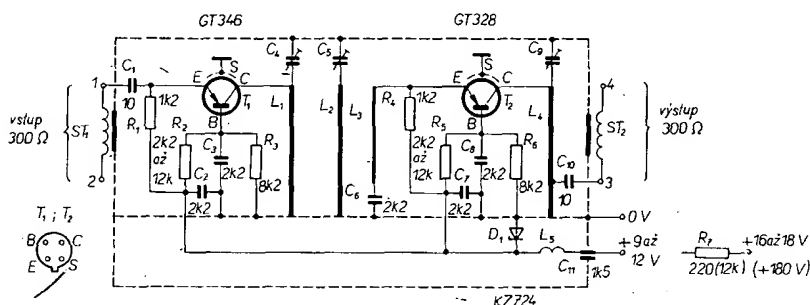 GT346 GT328
C4 C5 C9
S S
1 C1 E C E C 4
10 1k2 T1 L1 L2 L3 R4 1k2 T2 L4
vstup
300 Ω
ST1
R1 R2 B R3 R5 B R6
2k2
až
12k
C3
2k2
8k2
C2
2k2
2k2
až
12k
C8
2k2
8k2
C7
2k2
C6
2k2
C10
10
ST2
výstup
300 Ω
2 3
T1 ; T2
B C
E S
D1 L5
C11
1k5
0 V
+9 až
12 V
R7
220(12k)
+16až 18 V
(+180 V)
KZ724